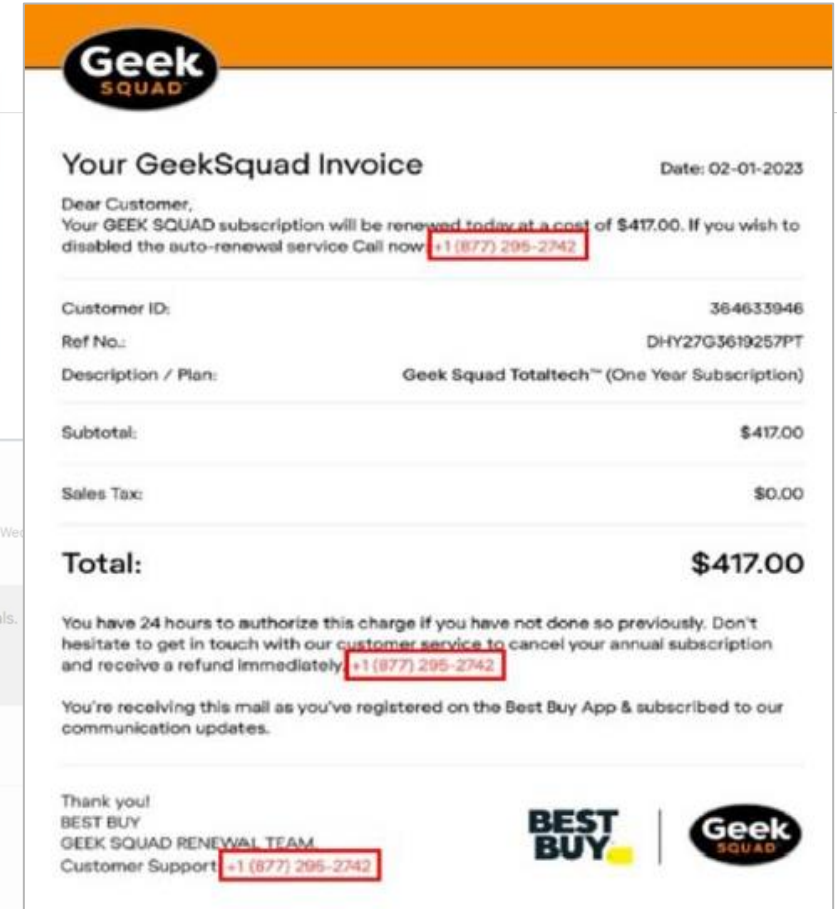 Geek
SQUAD
Your GeekSquad Invoice
Date: 02-01-2023
Dear Customer,
Your GEEK SQUAD subscription will be renewed today at a cost of $417.00. If you wish to
disabled the auto-renewal service Call now +1 (877) 295-2742
Customer ID: 364633946
Ref No.: DHY27G3619257PT
Description / Plan: Geek Squad Totaltech™ (One Year Subscription)
Subtotal: $417.00
Wed
Sales Tax: $0.00
Total: $417.00
als.
You have 24 hours to authorize this charge if you have not done so previously. Don't
hesitate to get in touch with our customer service to cancel your annual subscription
and receive a refund immediately. +1 (877) 295-2742
You're receiving this mail as you've registered on the Best Buy App & subscribed to our
communication updates.
Thank you!
BEST BUY
GEEK SQUAD RENEWAL TEAM.
Customer Support +1 (877) 295-2742
BEST
BUY
Geek
SQUAD